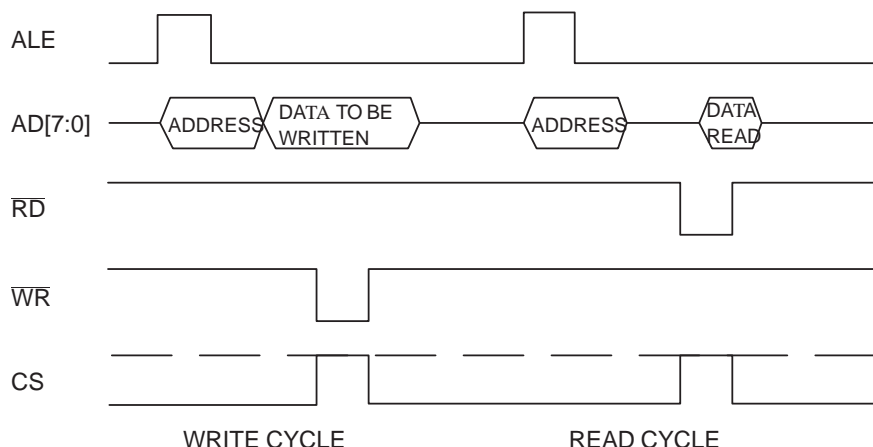 ALE
AD[7:0]
ADDRESS
DATA TO BE
WRITTEN
ADDRESS
DATA
READ
RD
WR
CS
WRITE CYCLE
READ CYCLE